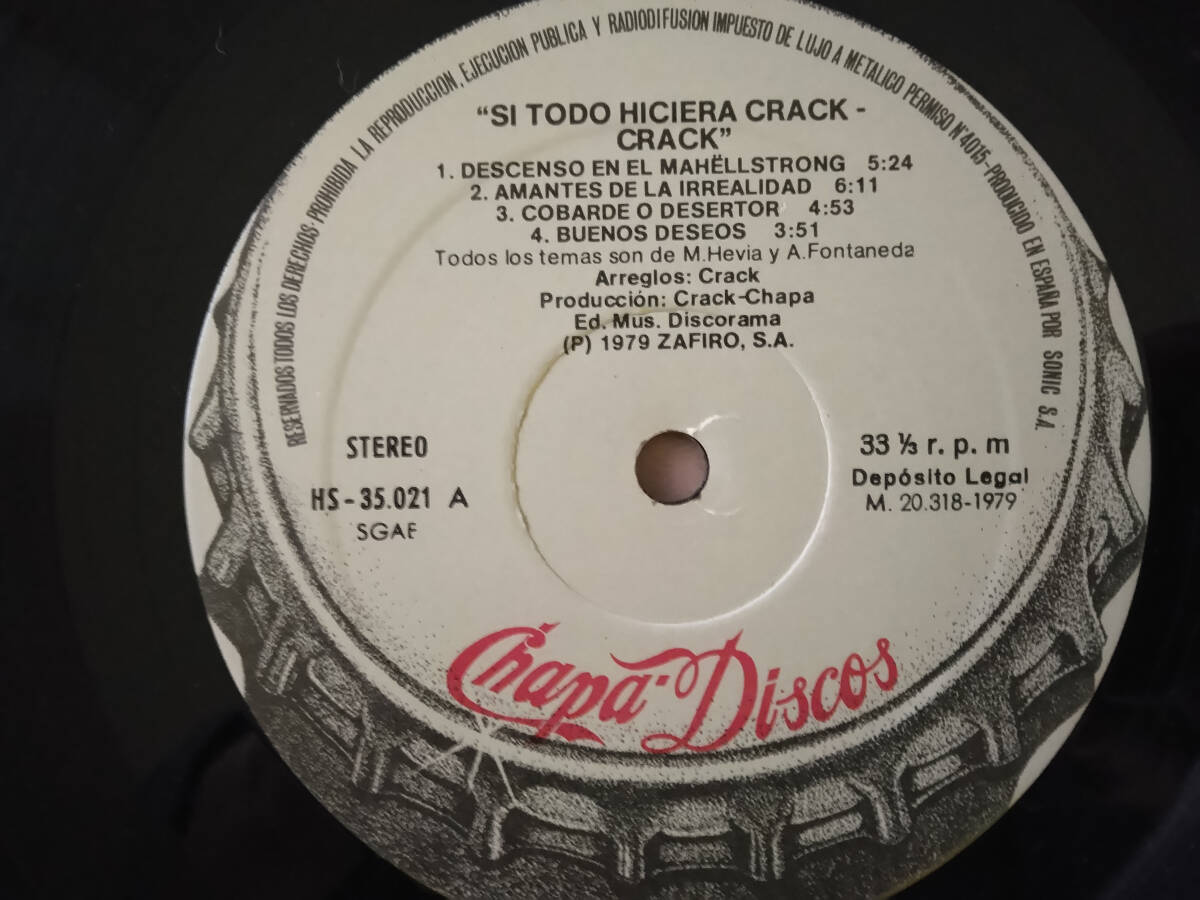 RESERVADOS TODOS LOS DERECHOS-PROHIBIDA LA REPRODUCCION, EJECUCION PUBLICA Y RADIODIFUSION IMPUESTO DE LUJO A METALICO PERMISO Nº4015-PRODUCIDO EN ESPAÑA POR SONIC S.A.
“SI TODO HICIERA CRACK -
CRACK”
1. DESCENSO EN EL MAHËLLSTRONG 5:24
2. AMANTES DE LA IRREALIDAD 6:11
3. COBARDE O DESERTOR 4:53
4. BUENOS DESEOS 3:51
Todos los temas son de M.Hevia y A.Fontaneda
Arreglos: Crack
Producción: Crack-Chapa
Ed. Mus. Discorama
(P) 1979 ZAFIRO, S.A.
STEREO
HS-35.021 A
SGAE
33 ⅓ r. p. m
Depósito Legal
M. 20.318-1979
Chapa-Discos